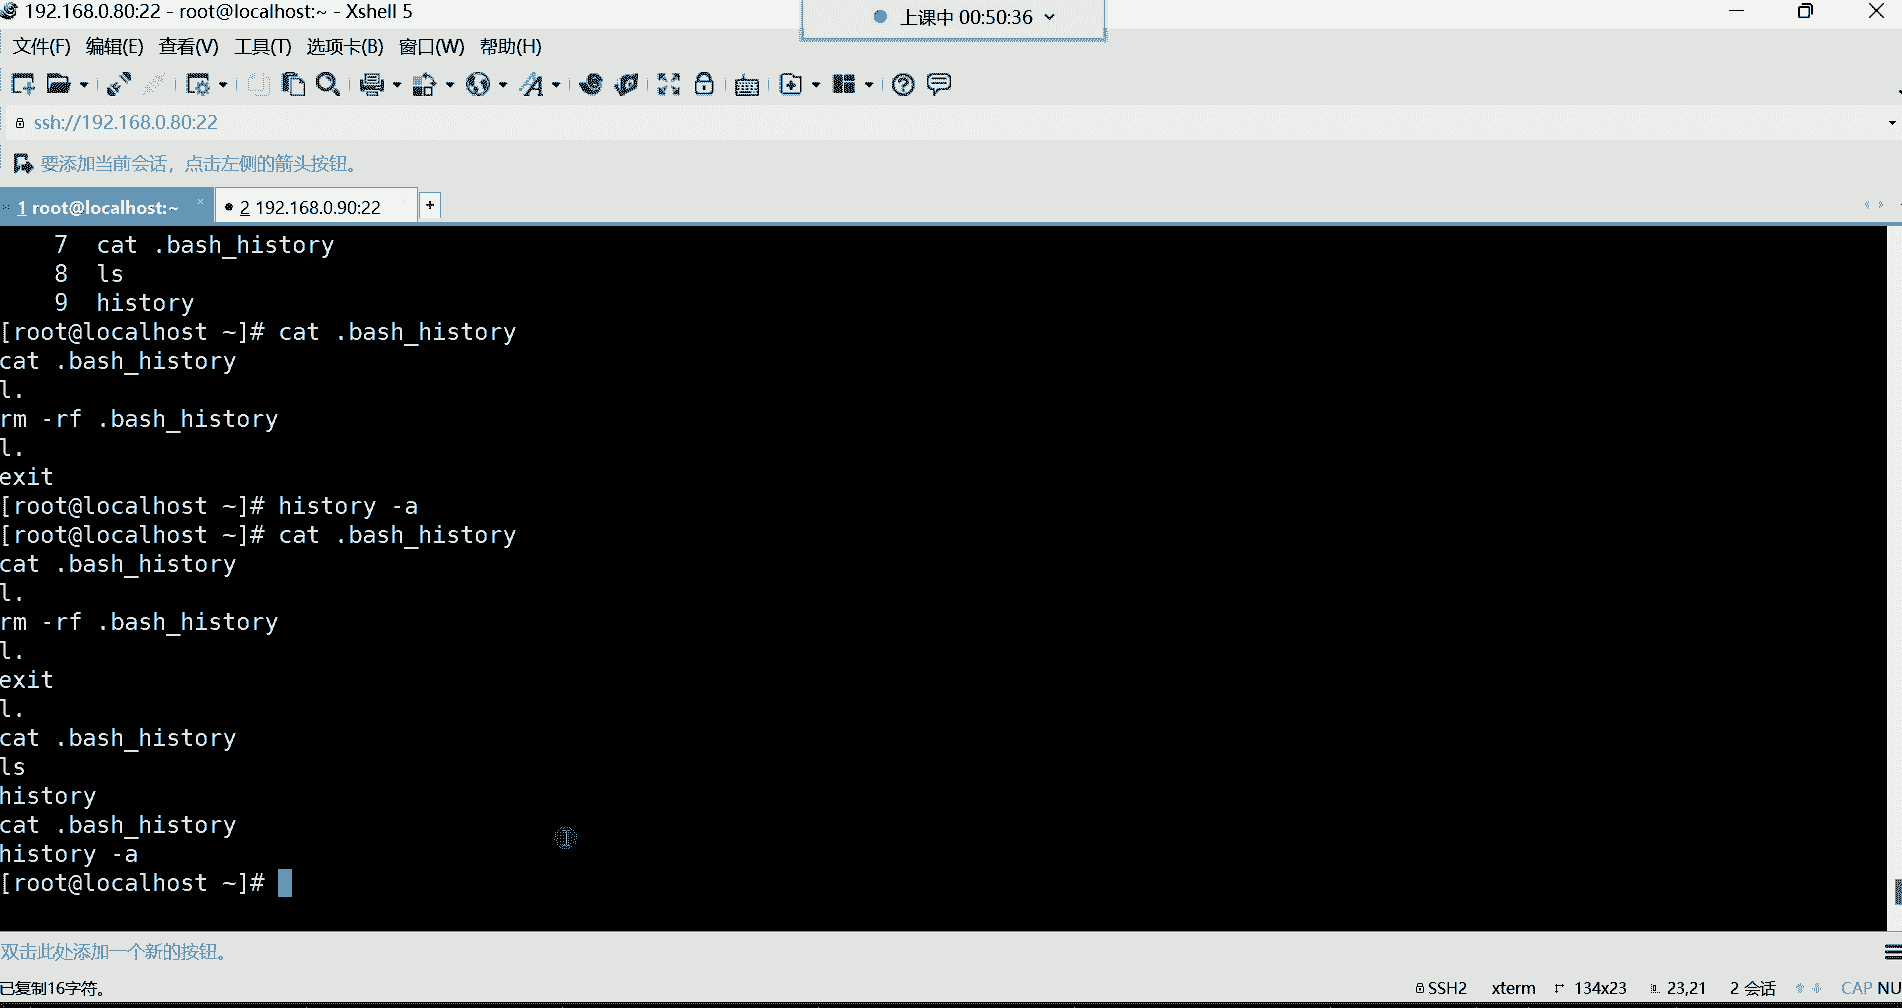 192.168.0.80:22 - root@localhost:~ - Xshell 5
上课中 00:50:36
文件(F) 编辑(E) 查看(V) 工具(T) 选项卡(B) 窗口(W) 帮助(H)
ssh://192.168.0.80:22
要添加当前会话，点击左侧的箭头按钮。
1 root@localhost:~ × 2 192.168.0.90:22 +
7 cat .bash_history
8 ls
9 history
[root@localhost ~]# cat .bash_history
cat .bash_history
l.
rm -rf .bash_history
l.
exit
[root@localhost ~]# history -a
[root@localhost ~]# cat .bash_history
cat .bash_history
l.
rm -rf .bash_history
l.
exit
l.
cat .bash_history
ls
history
cat .bash_history
history -a
[root@localhost ~]#
双击此处添加一个新的按钮。
已复制16字符。 SSH2 xterm 134x23 23,21 2 会话 CAP NU